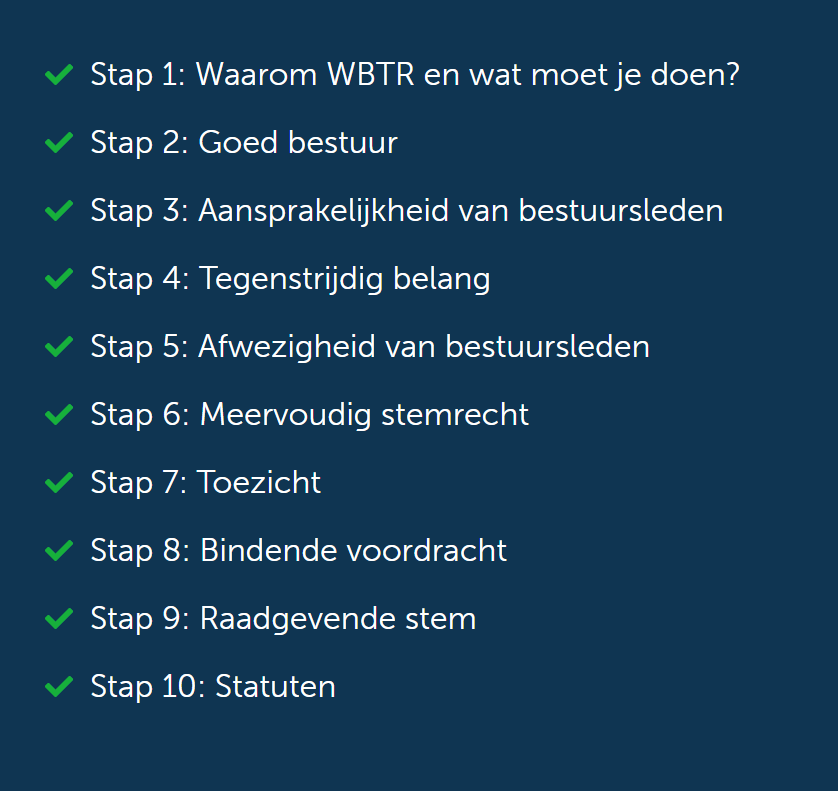 Stap 1: Waarom WBTR en wat moet je doen?
Stap 2: Goed bestuur
Stap 3: Aansprakelijkheid van bestuursleden
Stap 4: Tegenstrijdig belang
Stap 5: Afwezigheid van bestuursleden
Stap 6: Meervoudig stemrecht
Stap 7: Toezicht
Stap 8: Bindende voordracht
Stap 9: Raadgevende stem
Stap 10: Statuten